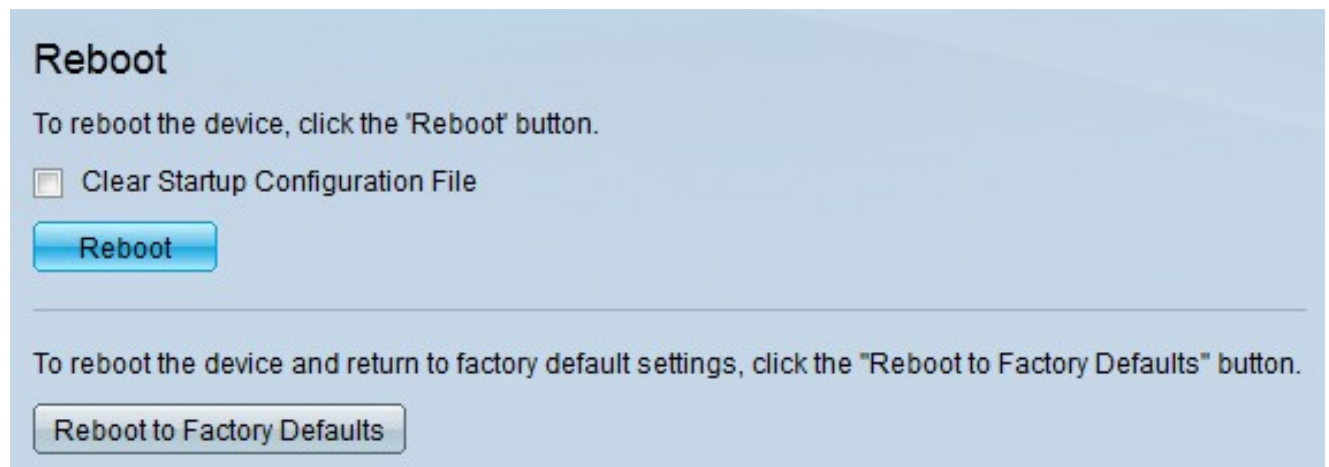 Reboot
To reboot the device, click the 'Reboot' button.
Clear Startup Configuration File
Reboot
To reboot the device and return to factory default settings, click the "Reboot to Factory Defaults" button.
Reboot to Factory Defaults